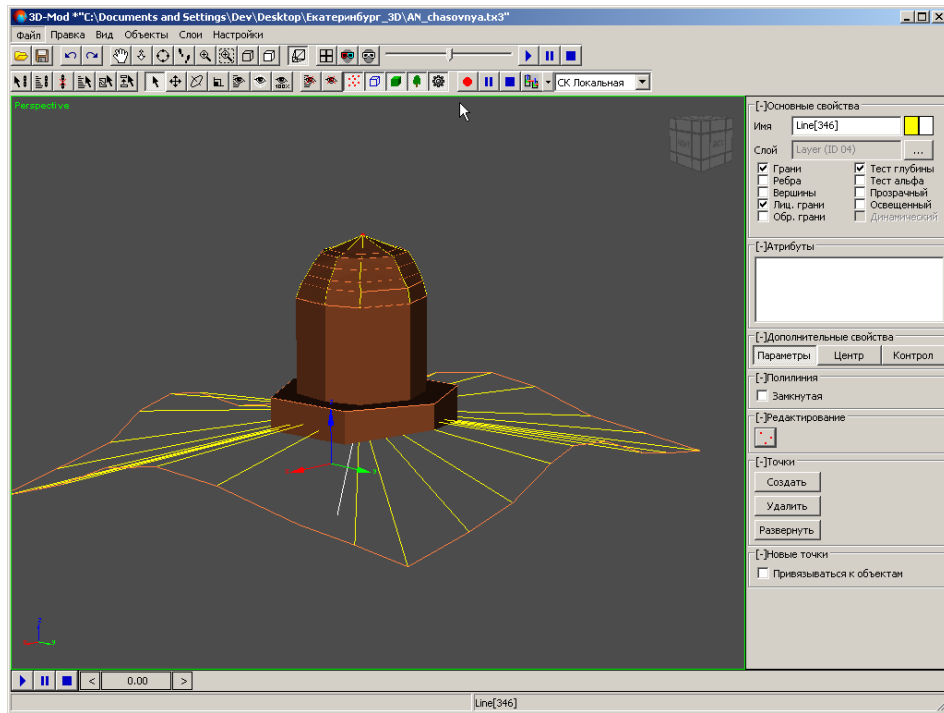 3D-Mod *"C:\Documents and Settings\Dev\Desktop\Екатеринбург_3D\AN_chasovnya.tx3"
Файл Правка Вид Объекты Слои Настройки
СК Локальная
Perspective
[-]Основные свойства
Имя Line[346]
Слой Layer (ID 04) ...
Грани Тест глубины
Ребра Тест альфа
Вершины Прозрачный
Лиц. грани Освещенный
Обр. грани Динамический
[-]Атрибуты
[-]Дополнительные свойства
Параметры Центр Контрол
[-]Полилиния
Замкнутая
[-]Редактирование
[-]Точки
Создать
Удалить
Развернуть
[-]Новые точки
Привязываться к объектам
z
x y
< 0.00 >
Line[346]